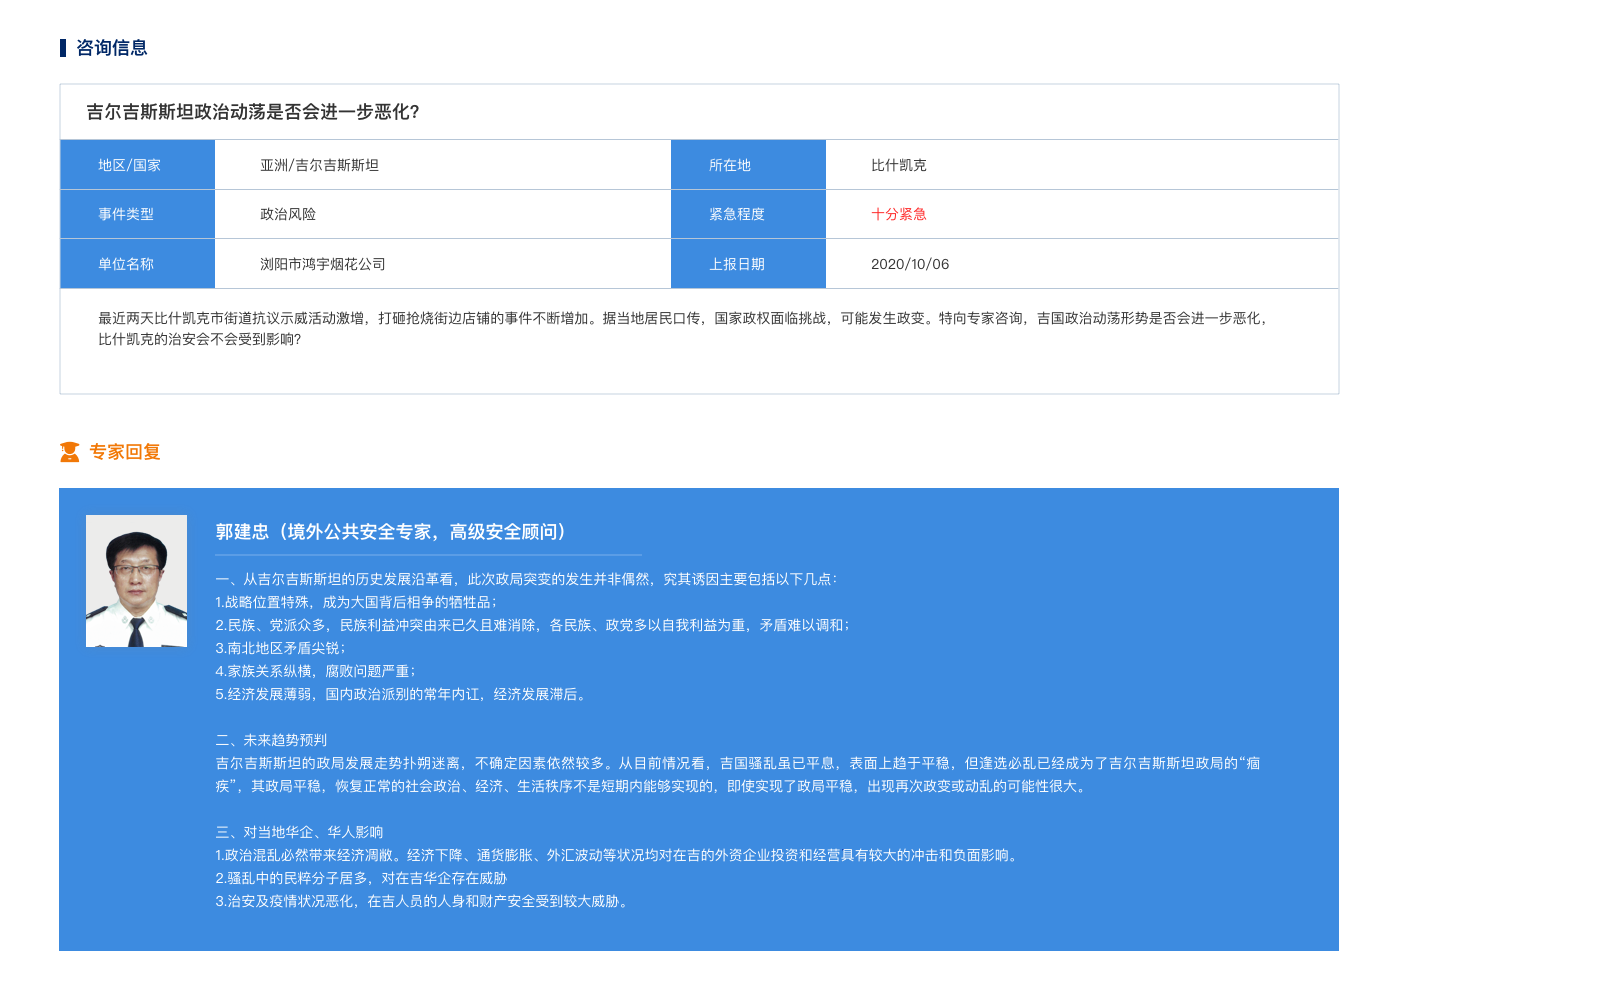 咨询信息
吉尔吉斯斯坦政治动荡是否会进一步恶化?
地区/国家 亚洲/吉尔吉斯斯坦 所在地 比什凯克
事件类型 政治风险 紧急程度 十分紧急
单位名称 浏阳市鸿宇烟花公司 上报日期 2020/10/06
最近两天比什凯克市街道抗议示威活动激增，打砸抢烧街边店铺的事件不断增加。据当地居民口传，国家政权面临挑战，可能发生政变。特向专家咨询，吉国政治动荡形势是否会进一步恶化，
比什凯克的治安会不会受到影响?
专家回复
郭建忠（境外公共安全专家，高级安全顾问）
一、从吉尔吉斯斯坦的历史发展沿革看，此次政局突变的发生并非偶然，究其诱因主要包括以下几点：
1.战略位置特殊，成为大国背后相争的牺牲品；
2.民族、党派众多，民族利益冲突由来已久且难消除，各民族、政党多以自我利益为重，矛盾难以调和；
3.南北地区矛盾尖锐；
4.家族关系纵横，腐败问题严重；
5.经济发展薄弱，国内政治派别的常年内讧，经济发展滞后。
二、未来趋势预判
吉尔吉斯斯坦的政局发展走势扑朔迷离，不确定因素依然较多。从目前情况看，吉国骚乱虽已平息，表面上趋于平稳，但逢选必乱已经成为了吉尔吉斯斯坦政局的“痼
疾”，其政局平稳，恢复正常的社会政治、经济、生活秩序不是短期内能够实现的，即使实现了政局平稳，出现再次政变或动乱的可能性很大。
三、对当地华企、华人影响
1.政治混乱必然带来经济凋敝。经济下降、通货膨胀、外汇波动等状况均对在吉的外资企业投资和经营具有较大的冲击和负面影响。
2.骚乱中的民粹分子居多，对在吉华企存在威胁
3.治安及疫情状况恶化，在吉人员的人身和财产安全受到较大威胁。